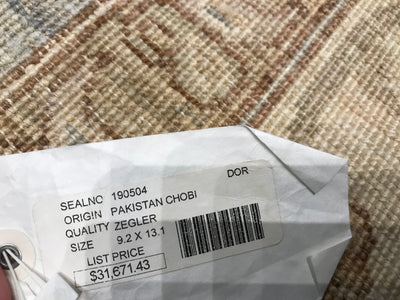 DOR
SEALNO 190504
ORIGIN PAKISTAN CHOBI
QUALITY ZEGLER
SIZE 9.2 X 13.1
LIST PRICE
$31,671.43